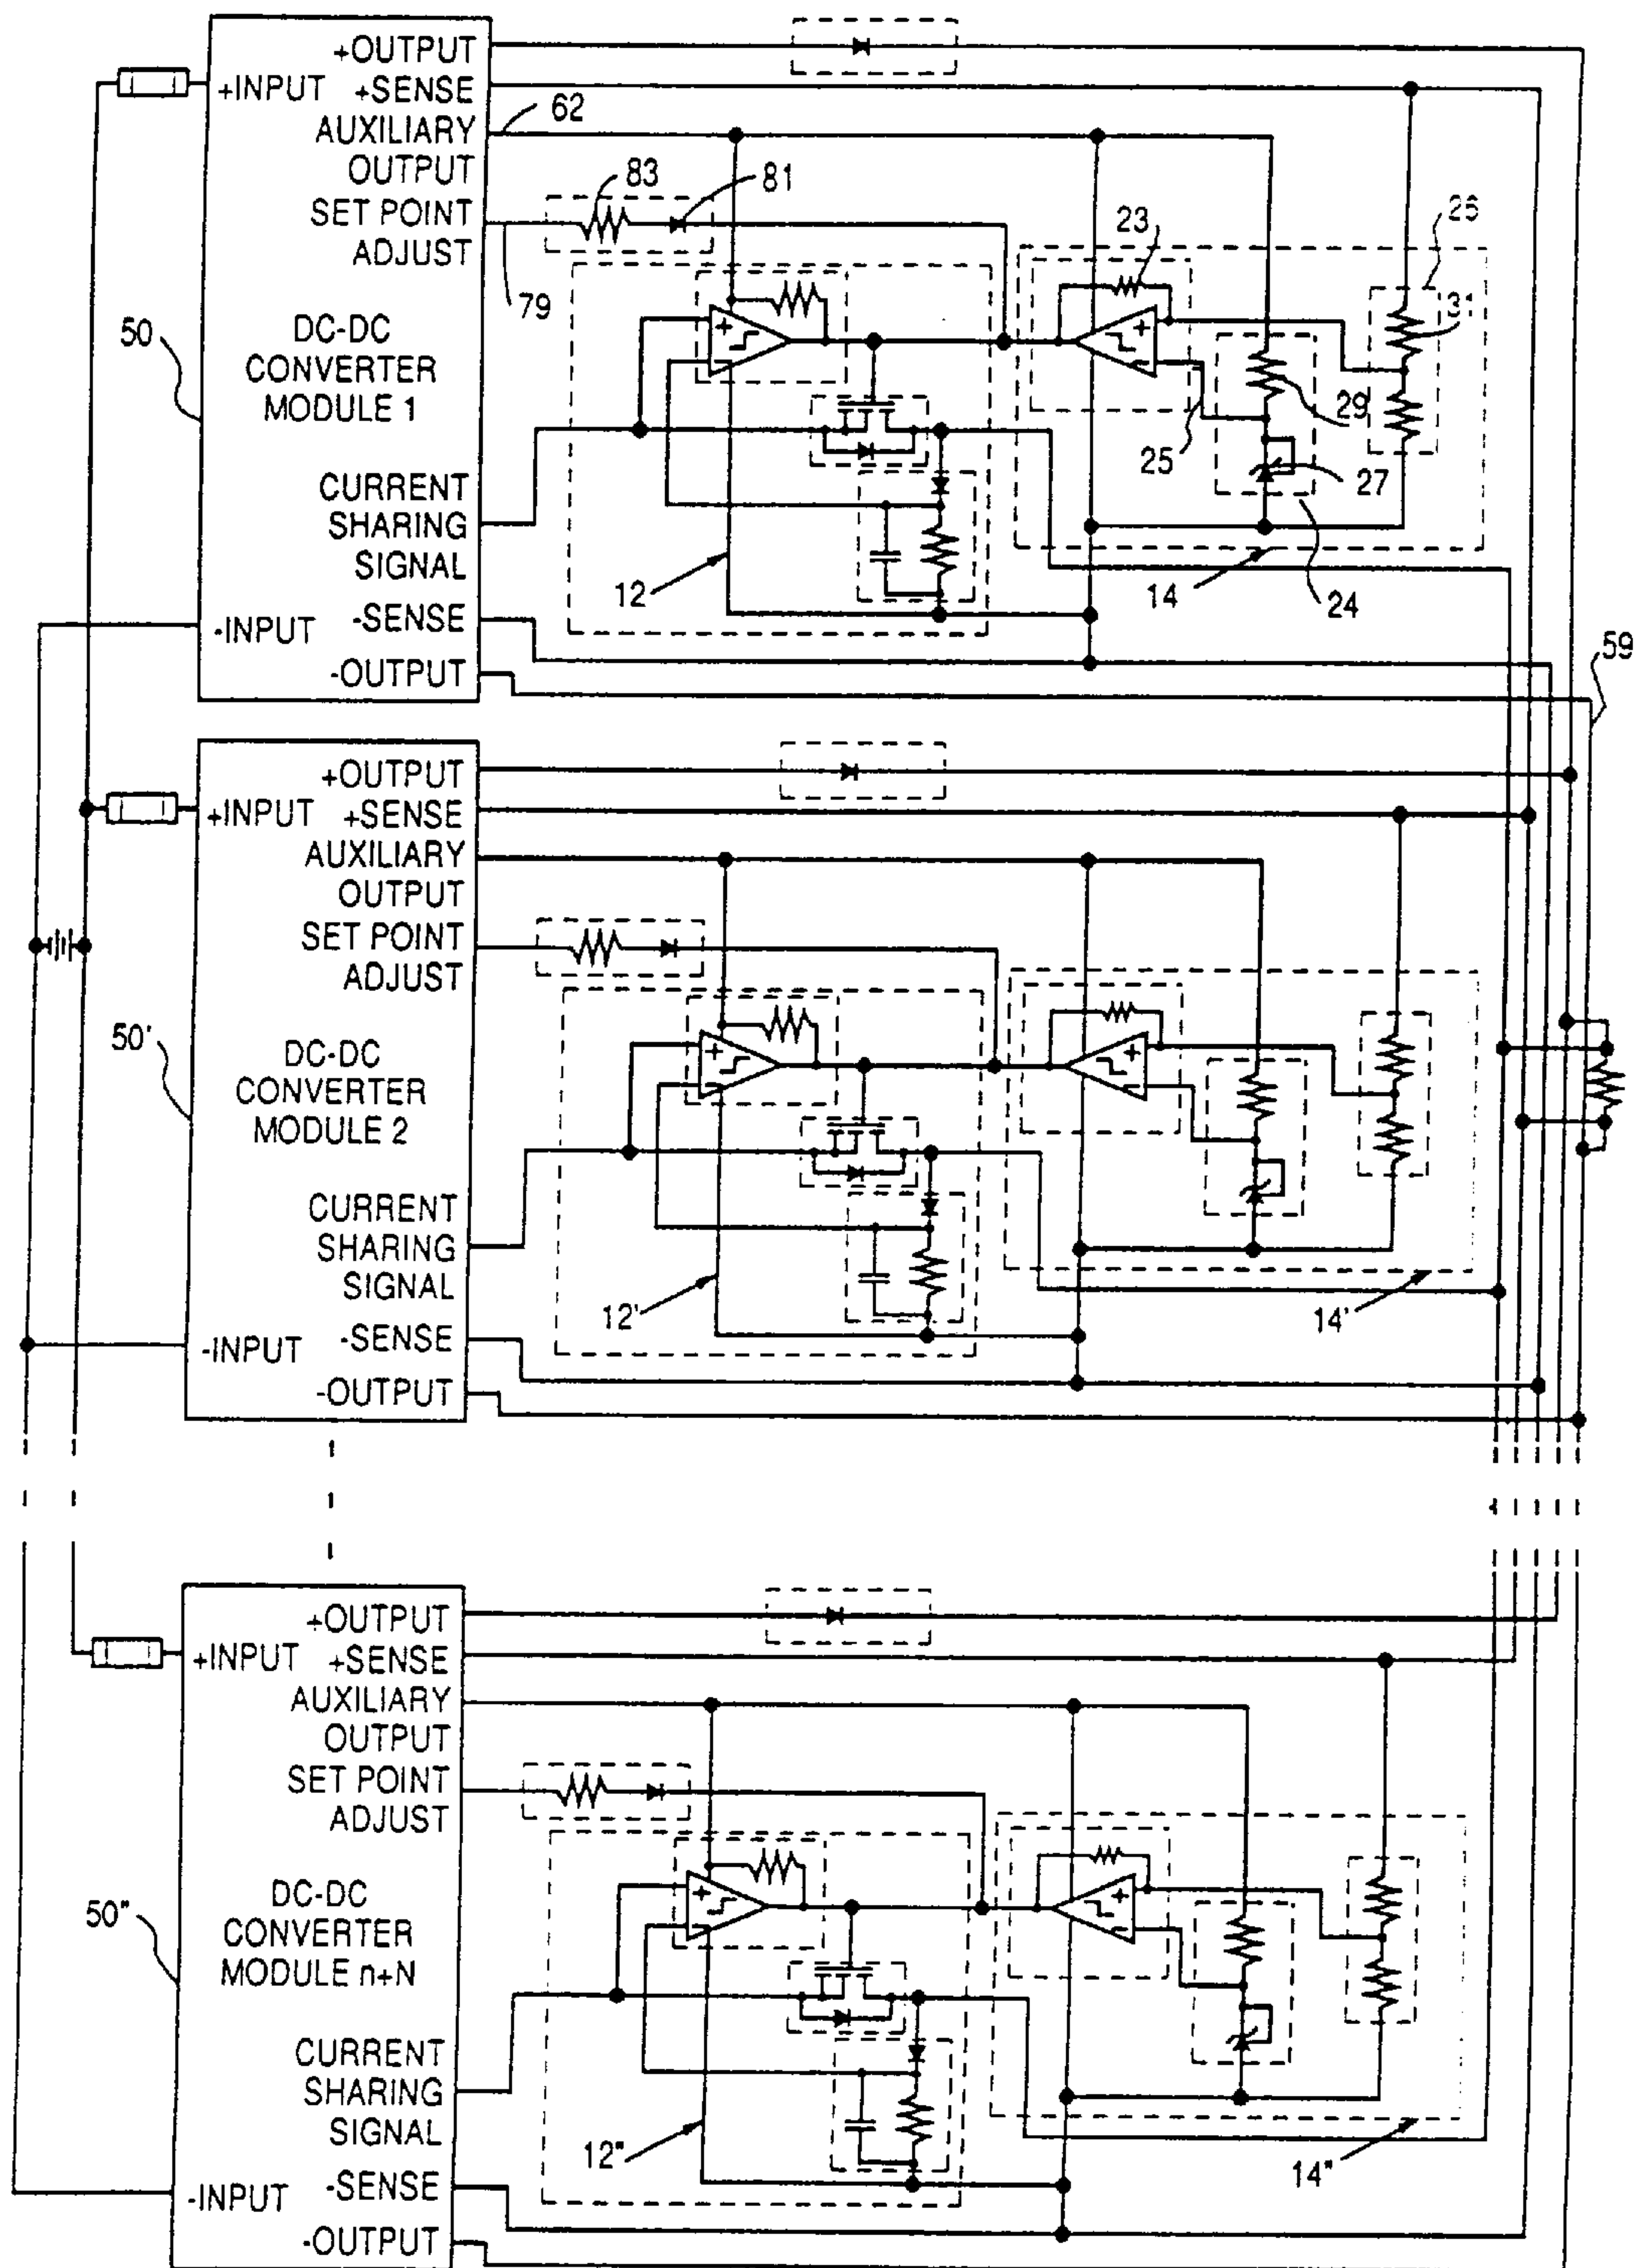 +OUTPUT
+INPUT +SENSE
AUXILIARY
OUTPUT
62
SET POINT
ADJUST
83
81
79
23
26
31
50
DC-DC
CONVERTER
MODULE 1
29
25
27
CURRENT
SHARING
SIGNAL
12
14
24
-INPUT -SENSE
-OUTPUT
59
+OUTPUT
+INPUT +SENSE
AUXILIARY
OUTPUT
SET POINT
ADJUST
50'
DC-DC
CONVERTER
MODULE 2
CURRENT
SHARING
SIGNAL
12'
14'
-INPUT -SENSE
-OUTPUT
+OUTPUT
+INPUT +SENSE
AUXILIARY
OUTPUT
SET POINT
ADJUST
50"
DC-DC
CONVERTER
MODULE n+N
CURRENT
SHARING
SIGNAL
12"
14"
-INPUT -SENSE
-OUTPUT